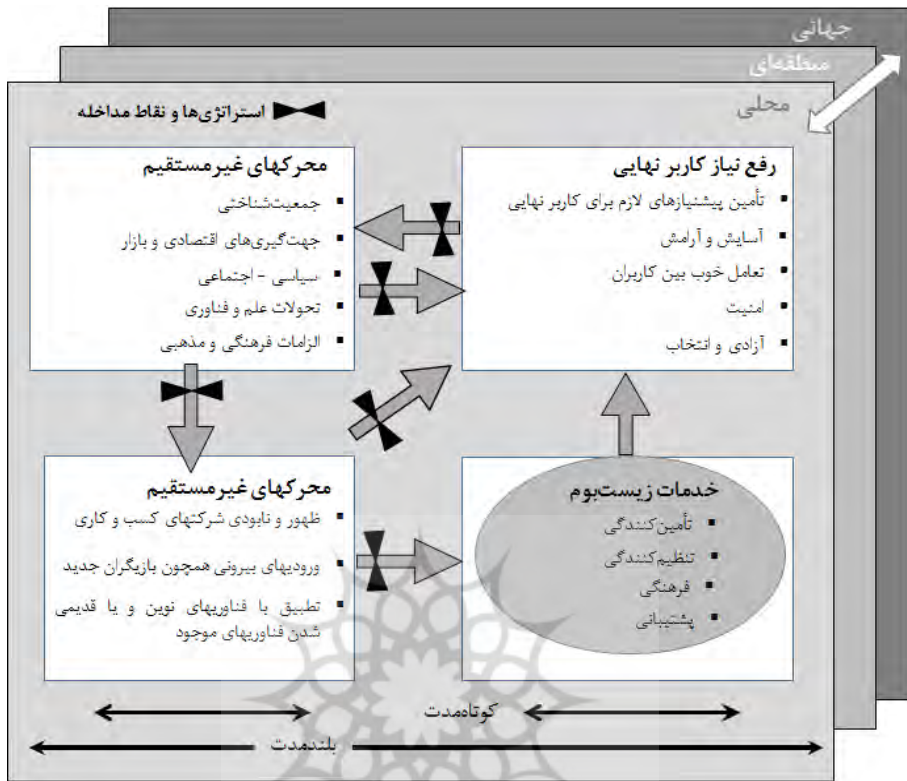 جهانی
منطقه‌ای
محلی
استراتژی‌ها و نقاط مداخله
رفع نیاز کاربر نهایی
▪ تأمین پیشنیازهای لازم برای کاربر نهایی
▪ آسایش و آرامش
▪ تعامل خوب بین کاربران
▪ امنیت
▪ آزادی و انتخاب
محرکهای غیرمستقیم
▪ جمعیت‌شناختی
▪ جهت‌گیری‌های اقتصادی و بازار
▪ سیاسی - اجتماعی
▪ تحولات علم و فناوری
▪ الزامات فرهنگی و مذهبی
خدمات زیست‌بوم
▪ تأمین‌کنندگی
▪ تنظیم‌کنندگی
▪ فرهنگی
▪ پشتیبانی
محرکهای غیرمستقیم
▪ ظهور و نابودی شرکتهای کسب و کاری
▪ ورودیهای بیرونی همچون بازیگران جدید
▪ تطبیق با فناوریهای نوین و یا قدیمی
شدن فناوریهای موجود
کوتاه‌مدت
بلندمدت